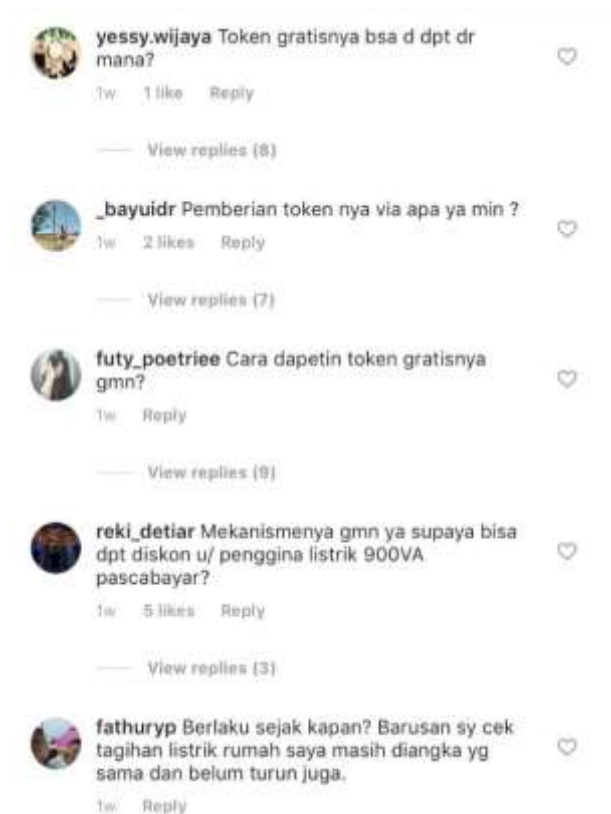 yessy.wijaya Token gratisnya bsa d dpt dr
mana?
1w 1 like Reply
View replies (8)
_bayuidr Pemberian token nya via apa ya min ?
1w 2 likes Reply
View replies (7)
futy_poetriee Cara dapetin token gratisnya
gmn?
1w Reply
View replies (9)
reki_detiar Mekanismenya gmn ya supaya bisa
dpt diskon u/ penggina listrik 900VA
pascabayar?
1w 5 likes Reply
View replies (3)
fathuryp Berlaku sejak kapan? Barusan sy cek
tagihan listrik rumah saya masih diangka yg
sama dan belum turun juga.
1w Reply